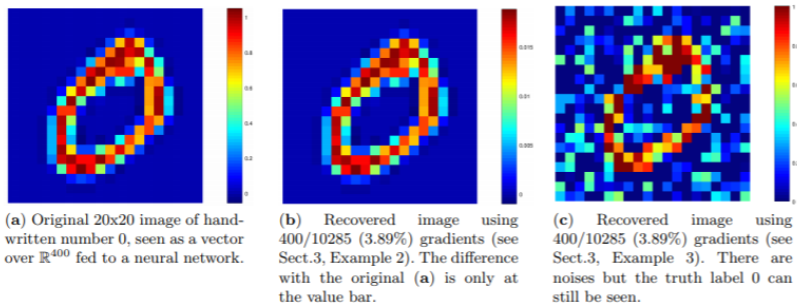 1
0.8
0.6
0.4
0.2
0
0.015
0.01
0.005
0
1
0.8
0.6
0.4
0.2
0
(a) Original 20x20 image of hand-
written number 0, seen as a vector
over ℝ⁴⁰⁰ fed to a neural network.
(b) Recovered image using
400/10285 (3.89%) gradients (see
Sect.3, Example 2). The difference
with the original (a) is only at
the value bar.
(c) Recovered image using
400/10285 (3.89%) gradients (see
Sect.3, Example 3). There are
noises but the truth label 0 can
still be seen.